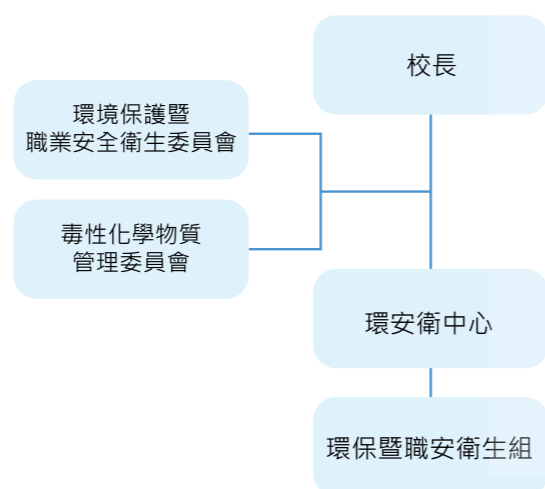 校長
環境保護暨
職業安全衛生委員會
毒性化學物質
管理委員會
環安衛中心
環保暨職安衛生組